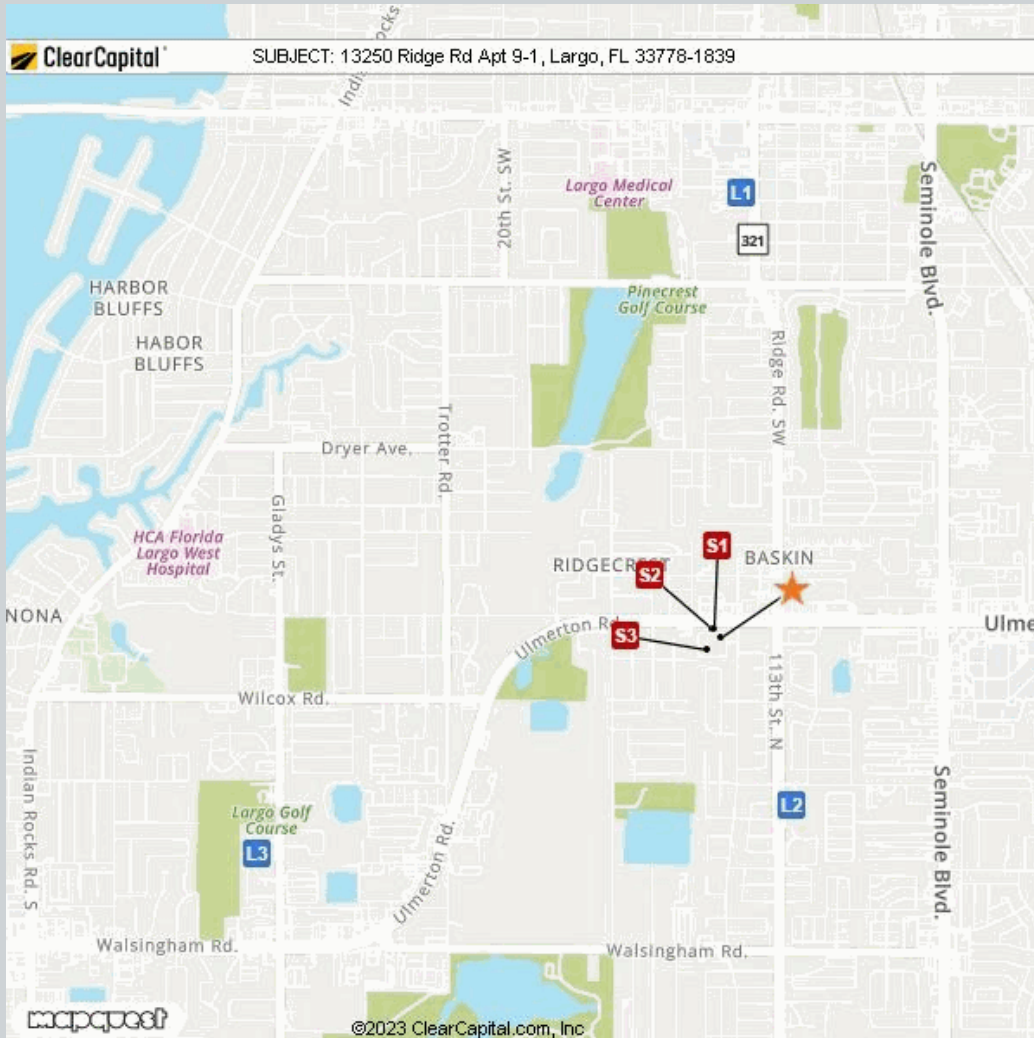 ClearCapital
SUBJECT: 13250 Ridge Rd Apt 9-1, Largo, FL 33778-1839
20th St. SW
Largo Medical
Center
L1
321
Seminole Blvd.
HARBOR
BLUFFS
Pinecrest
Golf Course
HABOR
BLUFFS
Ridge Rd. SW
Trotter Rd.
Dryer Ave.
Gladys St.
HCA Florida
Largo West
Hospital
S1
RIDGECREST
BASKIN
S2
S3
NONA
Ulmerton Rd.
Ulme
113th St. N
Wilcox Rd.
Indian Rocks Rd. S
Largo Golf
Course
L2
L3
Seminole Blvd.
Ulmerton Rd.
Walsingham Rd.
Walsingham Rd.
mapquest
©2023 ClearCapital.com, Inc